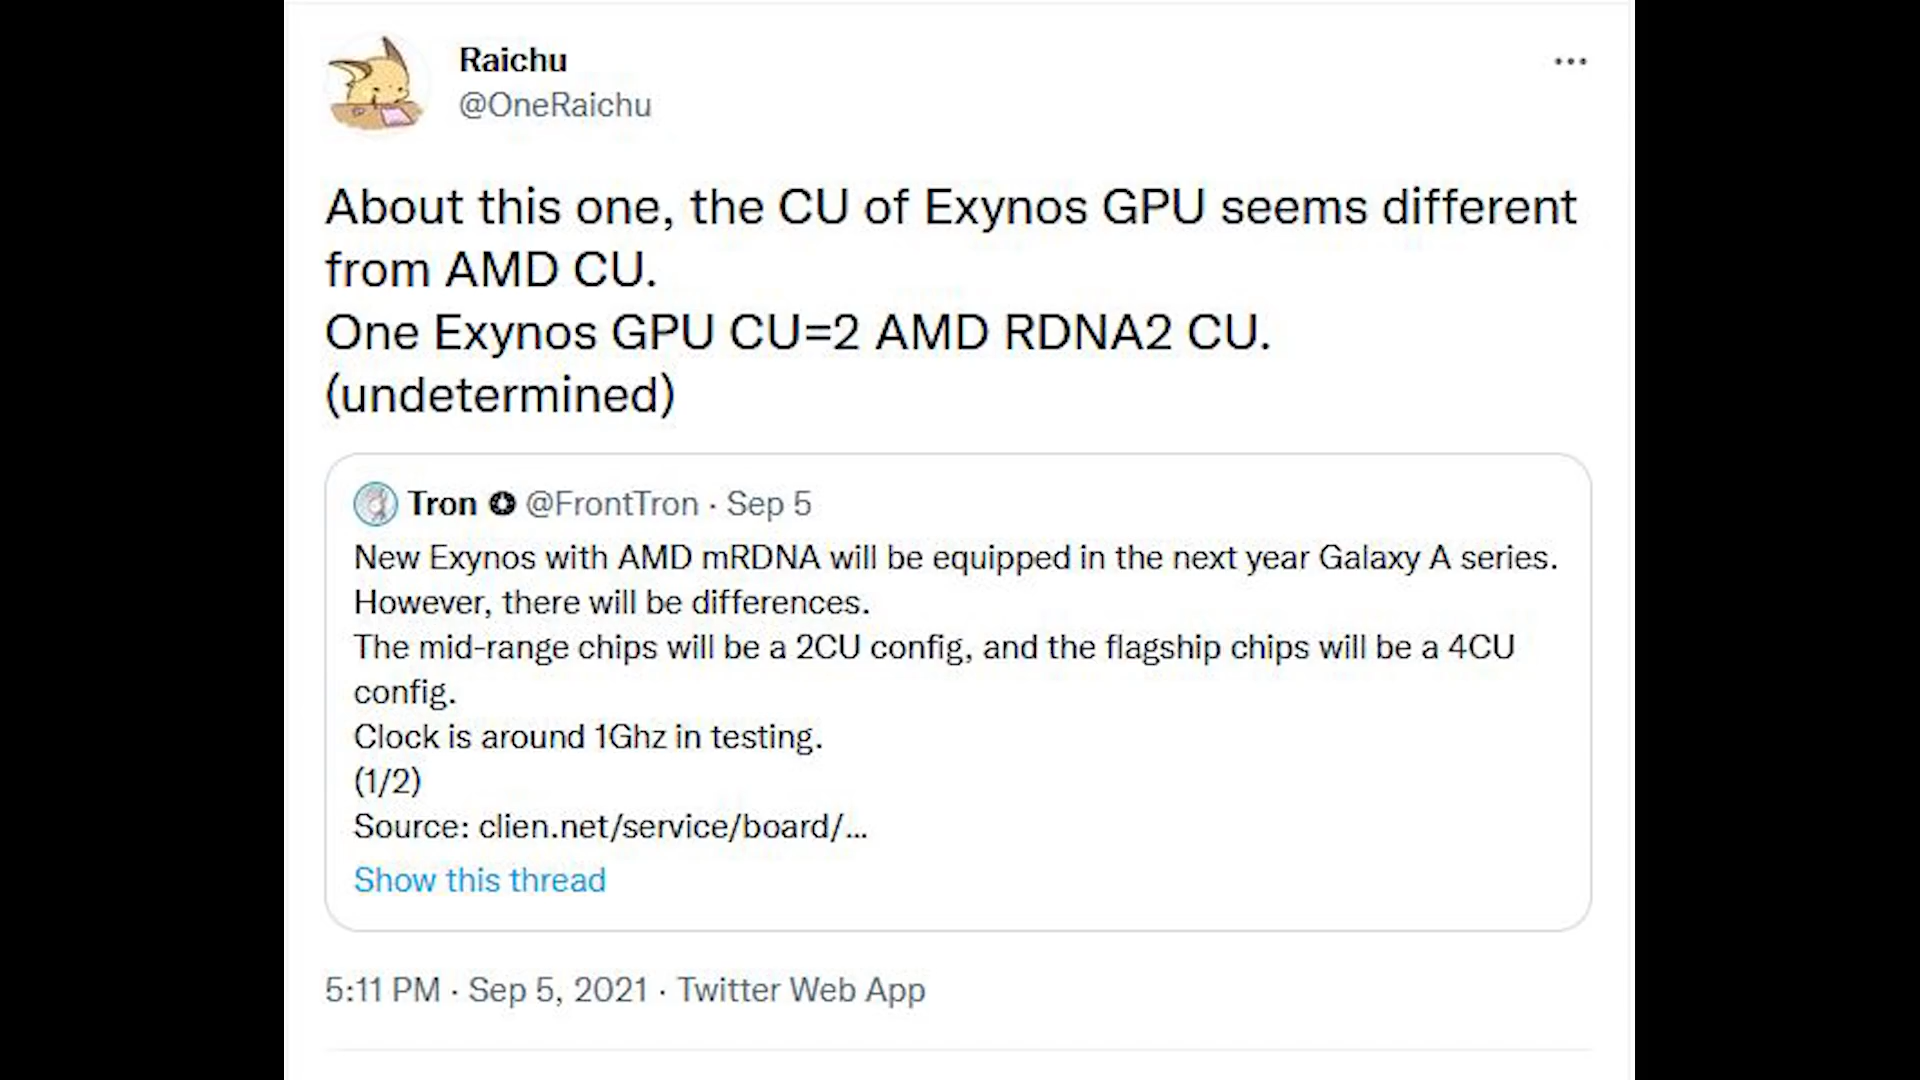 Raichu
@OneRaichu
About this one, the CU of Exynos GPU seems different
from AMD CU.
One Exynos GPU CU=2 AMD RDNA2 CU.
(undetermined)
Tron @FrontTron · Sep 5
New Exynos with AMD mRDNA will be equipped in the next year Galaxy A series.
However, there will be differences.
The mid-range chips will be a 2CU config, and the flagship chips will be a 4CU
config.
Clock is around 1Ghz in testing.
(1/2)
Source: clien.net/service/board/...
Show this thread
5:11 PM · Sep 5, 2021 · Twitter Web App